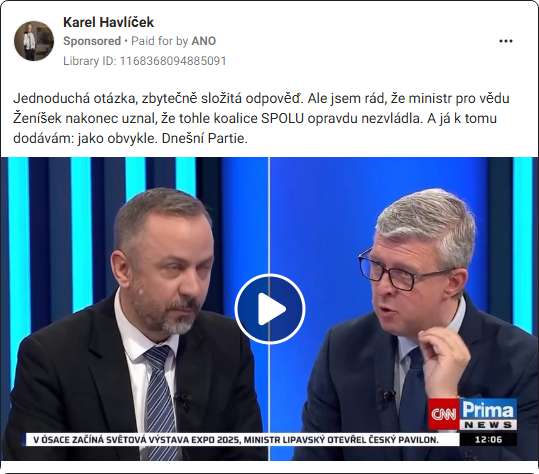 Karel Havlíček
Sponsored • Paid for by ANO
Library ID: 1168368094885091
Jednoduchá otázka, zbytečně složitá odpověď. Ale jsem rád, že ministr pro vědu
Ženíšek nakonec uznal, že tohle koalice SPOLU opravdu nezvládla. A já k tomu
dodávám: jako obvykle. Dnešní Partie.
CNN Prima
NEWS
V ÓSACE ZAČÍNÁ SVĚTOVÁ VÝSTAVA EXPO 2025, MINISTR LIPAVSKÝ OTEVŘEL ČESKÝ PAVILON.
12:06